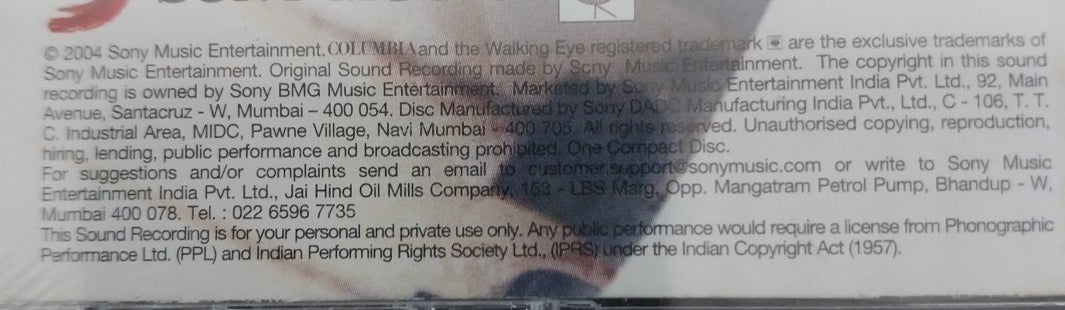 © 2004 Sony Music Entertainment. COLUMBIA and the Walking Eye registered trademark are the exclusive trademarks of
Sony Music Entertainment. Original Sound Recording made by Sony Music Entertainment. The copyright in this sound
recording is owned by Sony BMG Music Entertainment. Marketed by Sony Music Entertainment India Pvt. Ltd., 92, Main
Avenue, Santacruz - W, Mumbai – 400 054. Disc Manufactured by Sony DADC Manufacturing India Pvt., Ltd., C - 106, T. T.
C. Industrial Area, MIDC, Pawne Village, Navi Mumbai - 400 705. All rights reserved. Unauthorised copying, reproduction,
hiring, lending, public performance and broadcasting prohibited. One Compact Disc.
For suggestions and/or complaints send an email to customer.support@sonymusic.com or write to Sony Music
Entertainment India Pvt. Ltd., Jai Hind Oil Mills Company, 153 - LBS Marg, Opp. Mangatram Petrol Pump, Bhandup - W,
Mumbai 400 078. Tel. : 022 6596 7735
This Sound Recording is for your personal and private use only. Any public performance would require a license from Phonographic
Performance Ltd. (PPL) and Indian Performing Rights Society Ltd., (IPRS) under the Indian Copyright Act (1957).